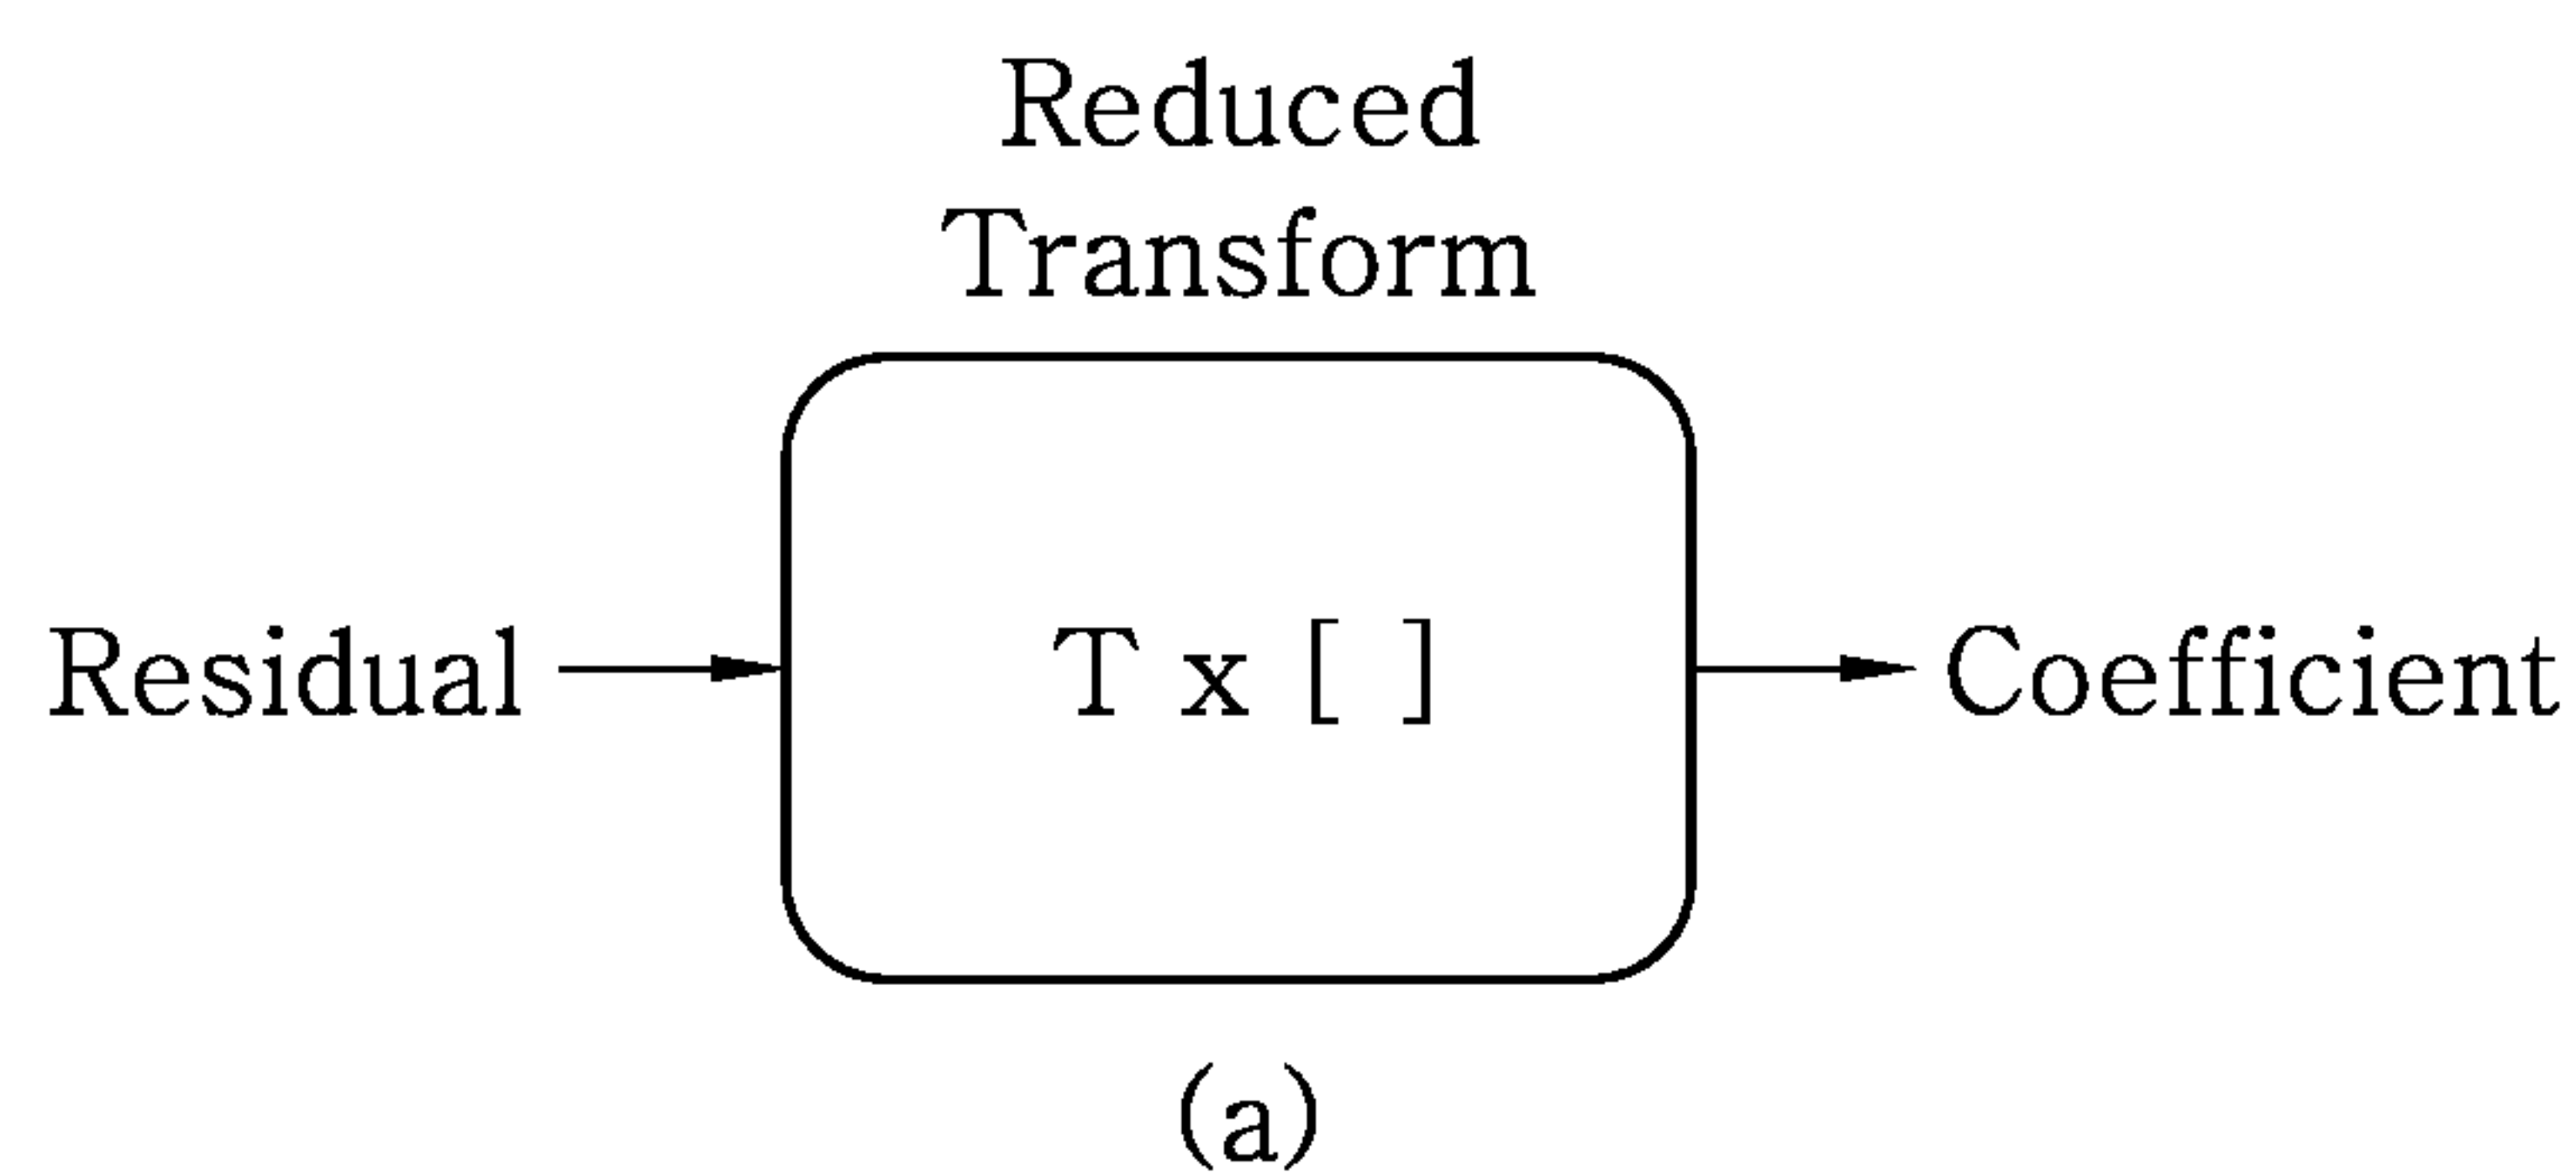 Reduced
Transform
Residual
T x [ ]
Coefficient
(a)